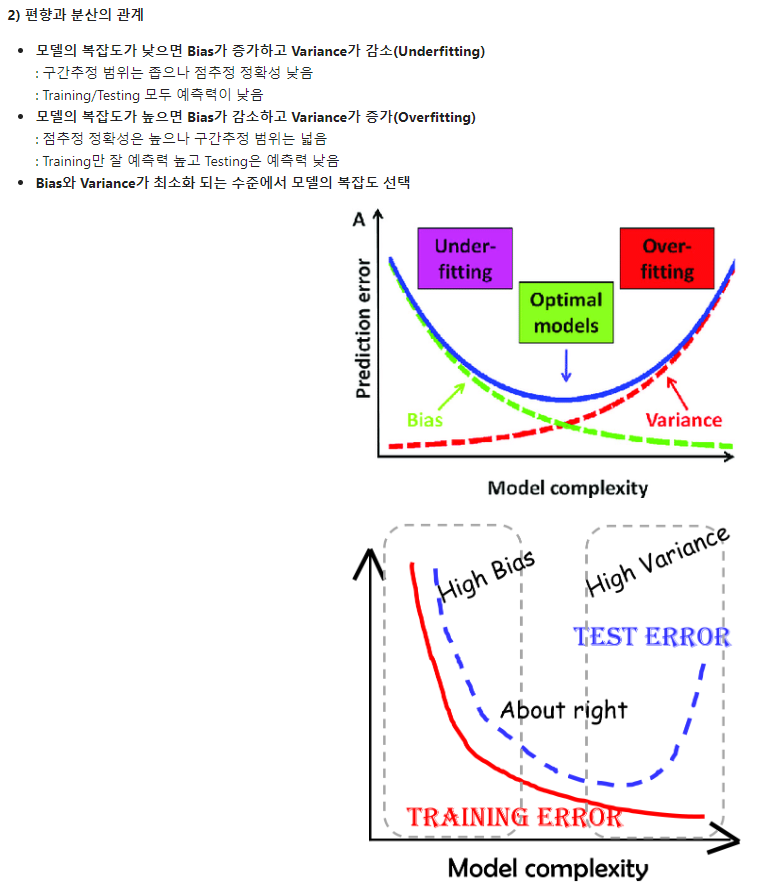 2) 편향과 분산의 관계
• 모델의 복잡도가 낮으면 Bias가 증가하고 Variance가 감소(Underfitting)
: 구간추정 범위는 좁으나 점추정 정확성 낮음
: Training/Testing 모두 예측력이 낮음
• 모델의 복잡도가 높으면 Bias가 감소하고 Variance가 증가(Overfitting)
: 점추정 정확성은 높으나 구간추정 범위는 넓음
: Training만 잘 예측력 높고 Testing은 예측력 낮음
• Bias와 Variance가 최소화 되는 수준에서 모델의 복잡도 선택
A
Prediction error
Under-
fitting
Optimal
models
Over-
fitting
Bias
Variance
Model complexity
High Bias
High Variance
TEST ERROR
About right
TRAINING ERROR
Model complexity